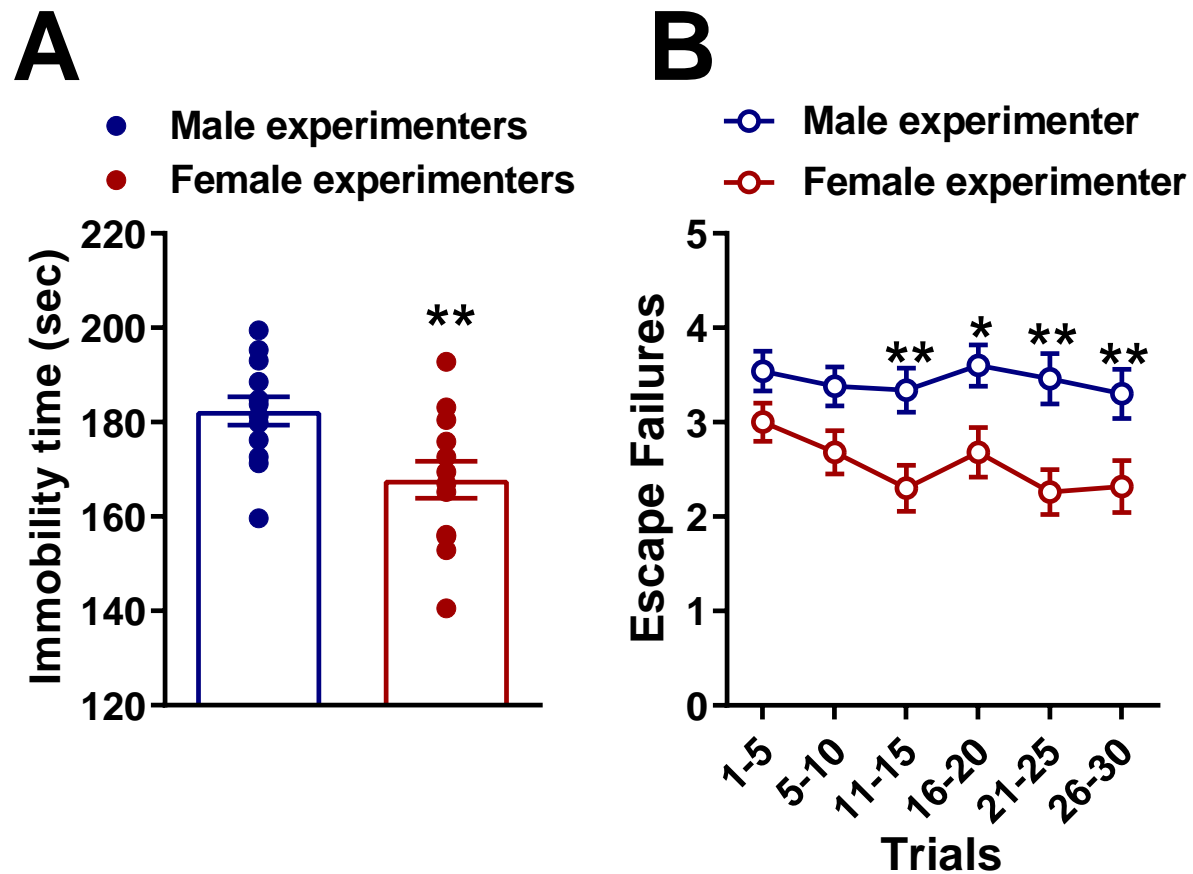 A
Male experimenters
Female experimenters
Immobility time (sec)
220
200
180
160
140
120
**
B
Male experimenter
Female experimenter
Escape Failures
5
4
3
2
1
0
**
*
**
**
1-5
5-10
11-15
16-20
21-25
26-30
Trials